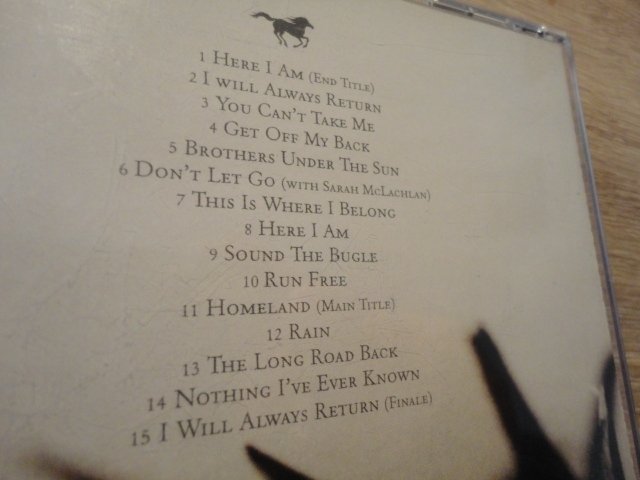 1 Here I Am (End Title)
2 I will Always Return
3 You Can't Take Me
4 Get Off My Back
5 Brothers Under The Sun
6 Don't Let Go (with Sarah McLachlan)
7 This Is Where I Belong
8 Here I Am
9 Sound The Bugle
10 Run Free
11 Homeland (Main Title)
12 Rain
13 The Long Road Back
14 Nothing I've Ever Known
15 I Will Always Return (Finale)